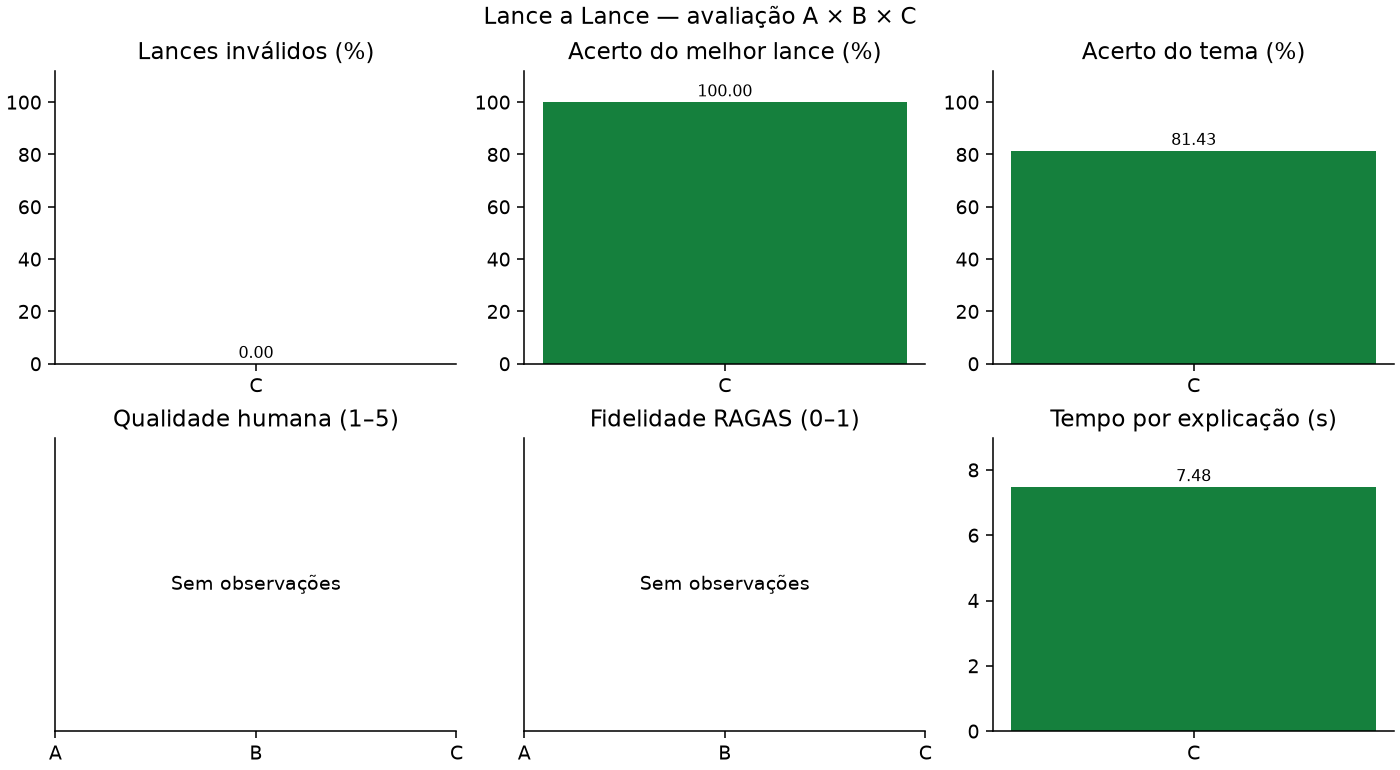 Lance a Lance — avaliação A × B × C
Lances inválidos (%)
100
80
60
40
20
0
0.00
C
Acerto do melhor lance (%)
100
80
60
40
20
0
100.00
C
Acerto do tema (%)
100
80
60
40
20
0
81.43
C
Qualidade humana (1–5)
Sem observações
A B C
Fidelidade RAGAS (0–1)
Sem observações
A B C
Tempo por explicação (s)
8
6
4
2
0
7.48
C